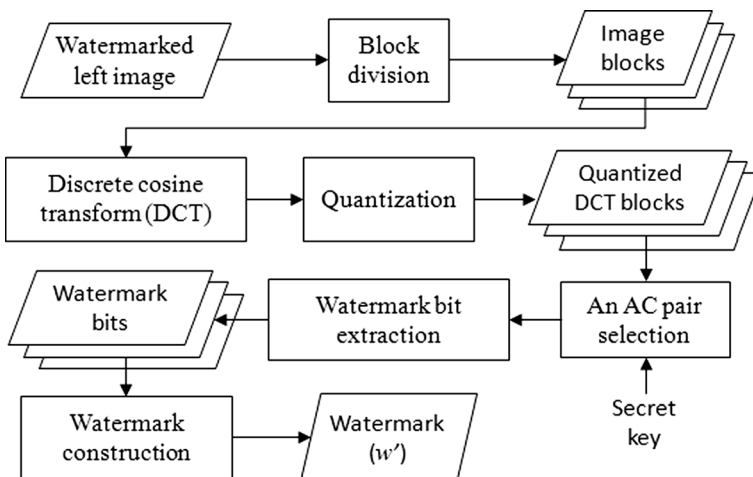 Watermarked
left image
Block
division
Image
blocks
Discrete cosine
transform (DCT)
Quantization
Quantized
DCT blocks
Watermark
bits
Watermark bit
extraction
An AC pair
selection
Secret
key
Watermark
construction
Watermark
(w')